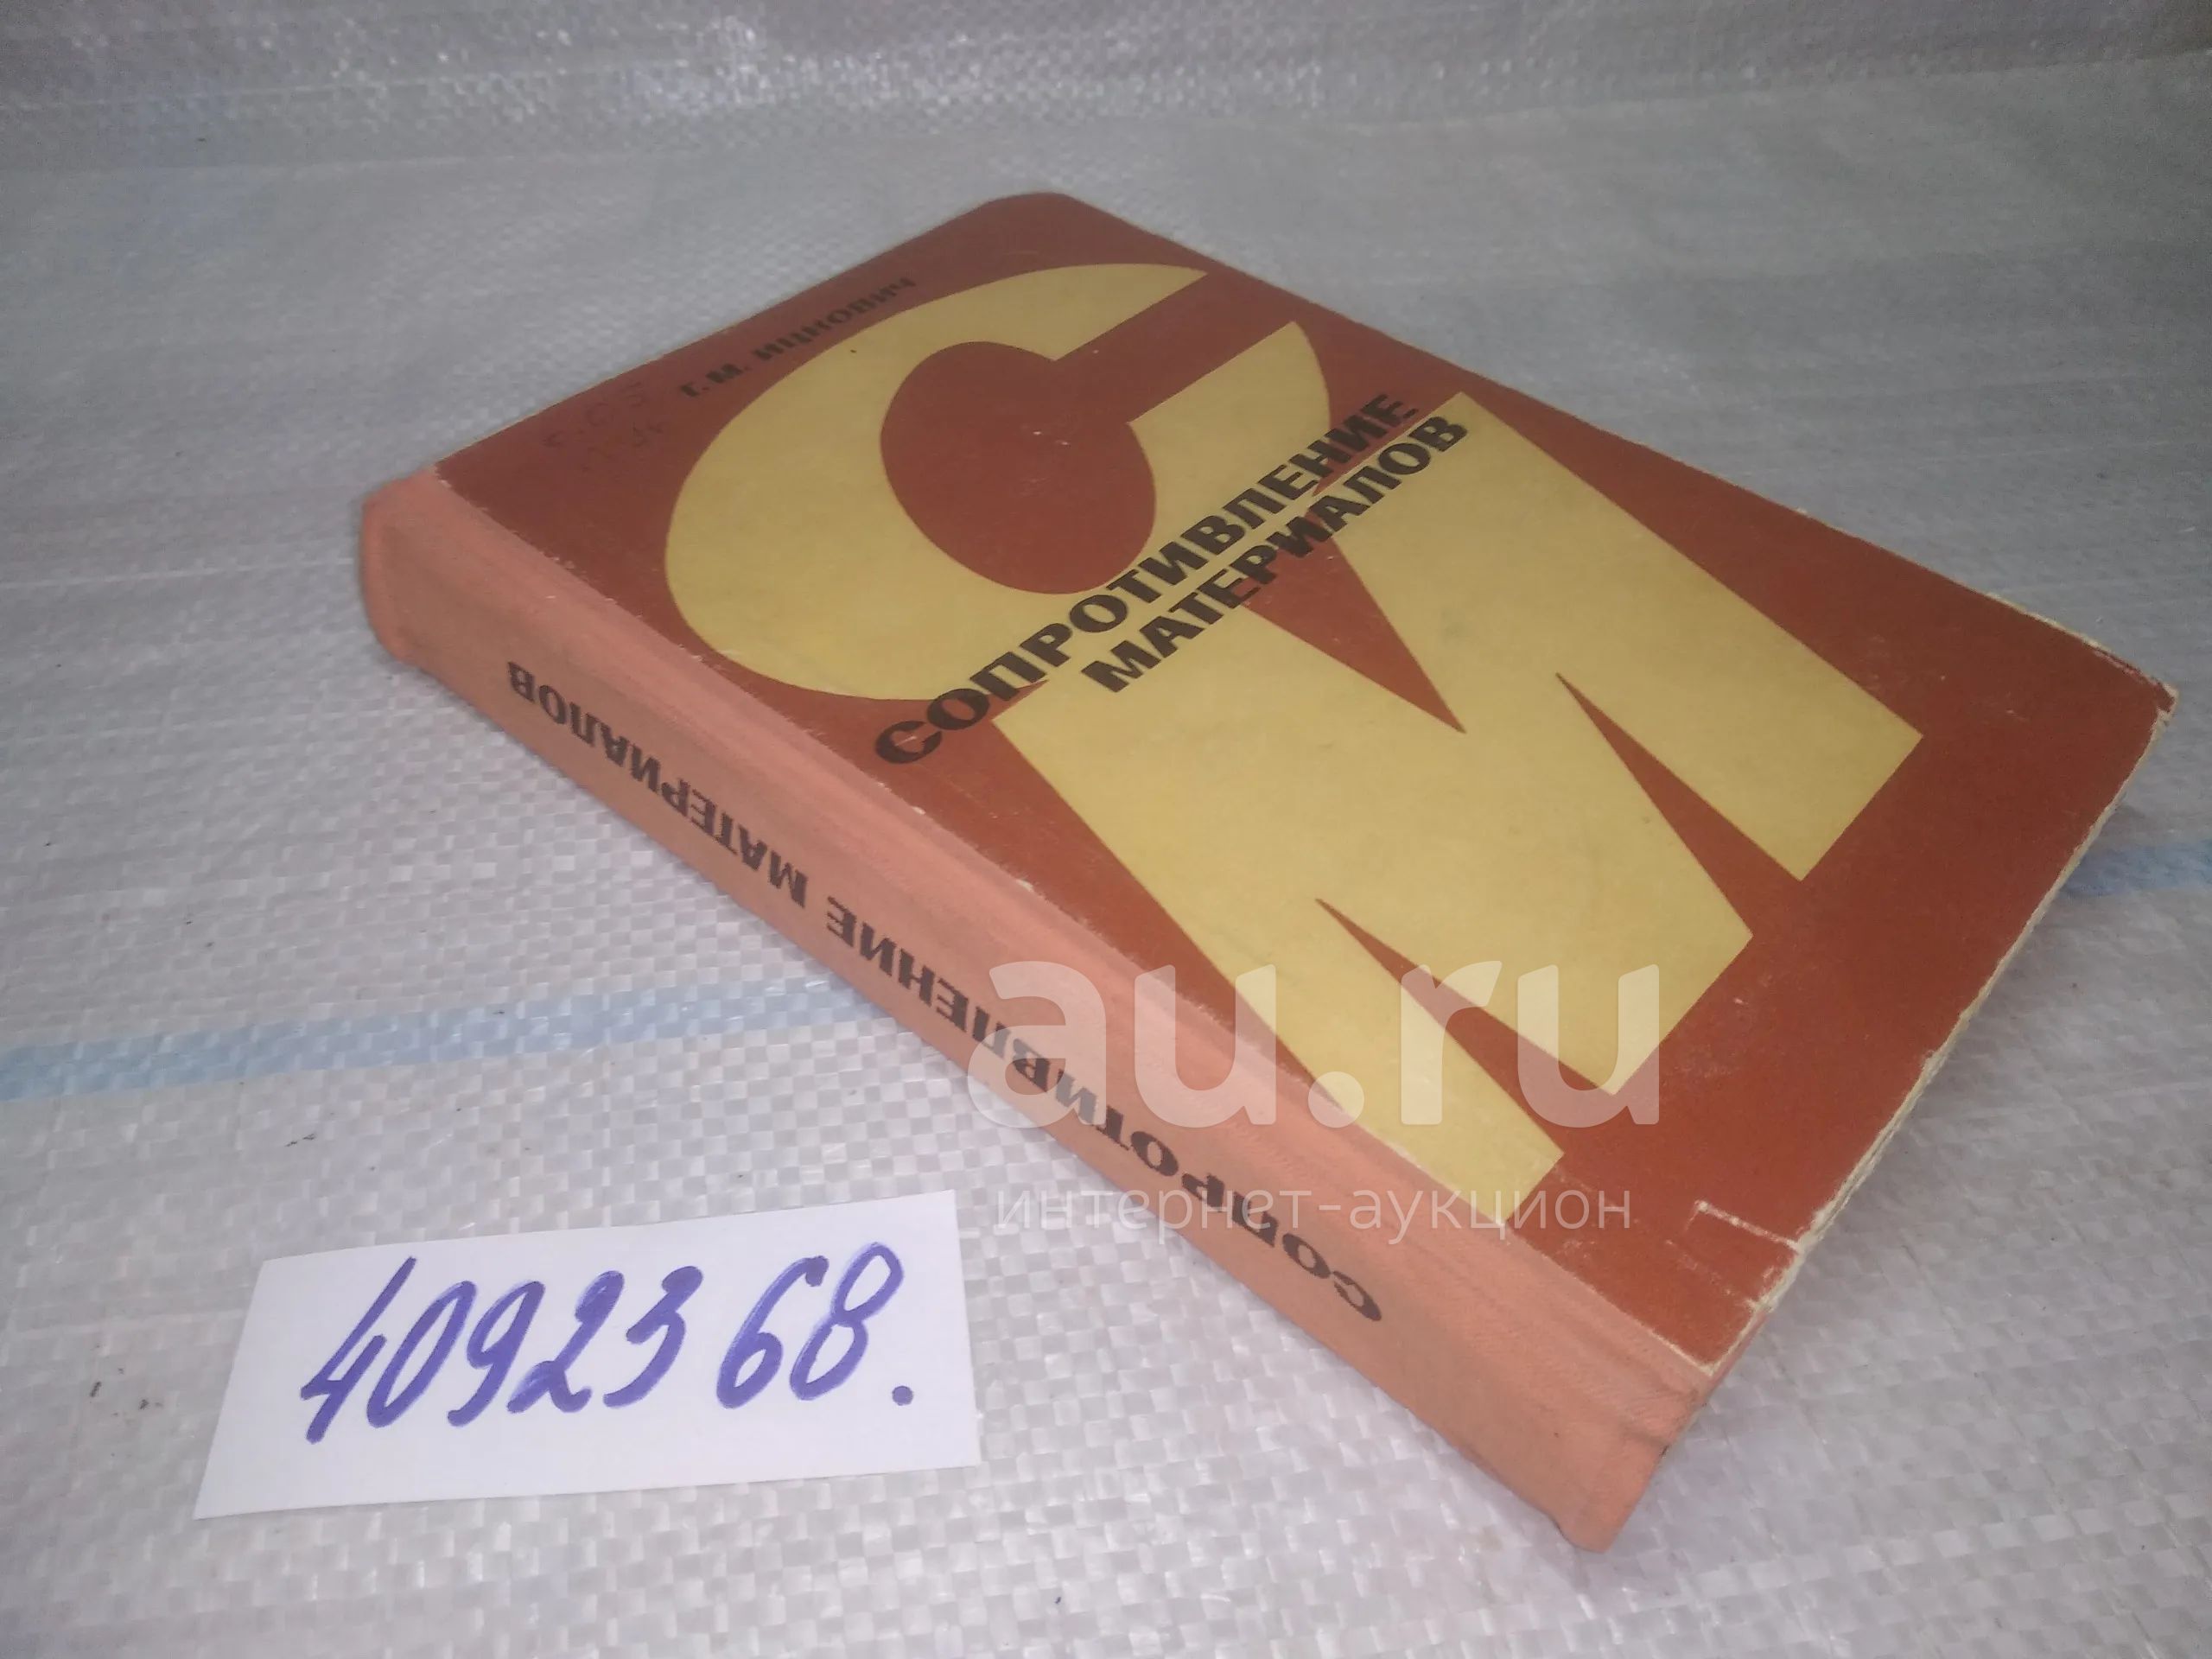 Г. М. ИЦКОВИЧ
СМ
СОПРОТИВЛЕНИЕ
МАТЕРИАЛОВ
СОПРОТИВЛЕНИЕ МАТЕРИАЛОВ
au.ru
интернет-аукцион
4092368.